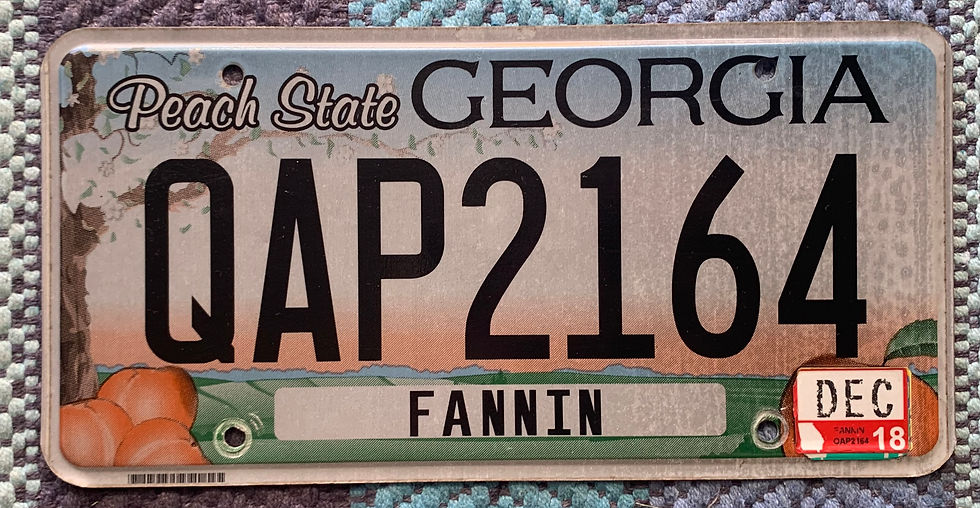 Peach State GEORGIA
QAP2164
FANNIN
DEC
FANNIN
QAP2164 18